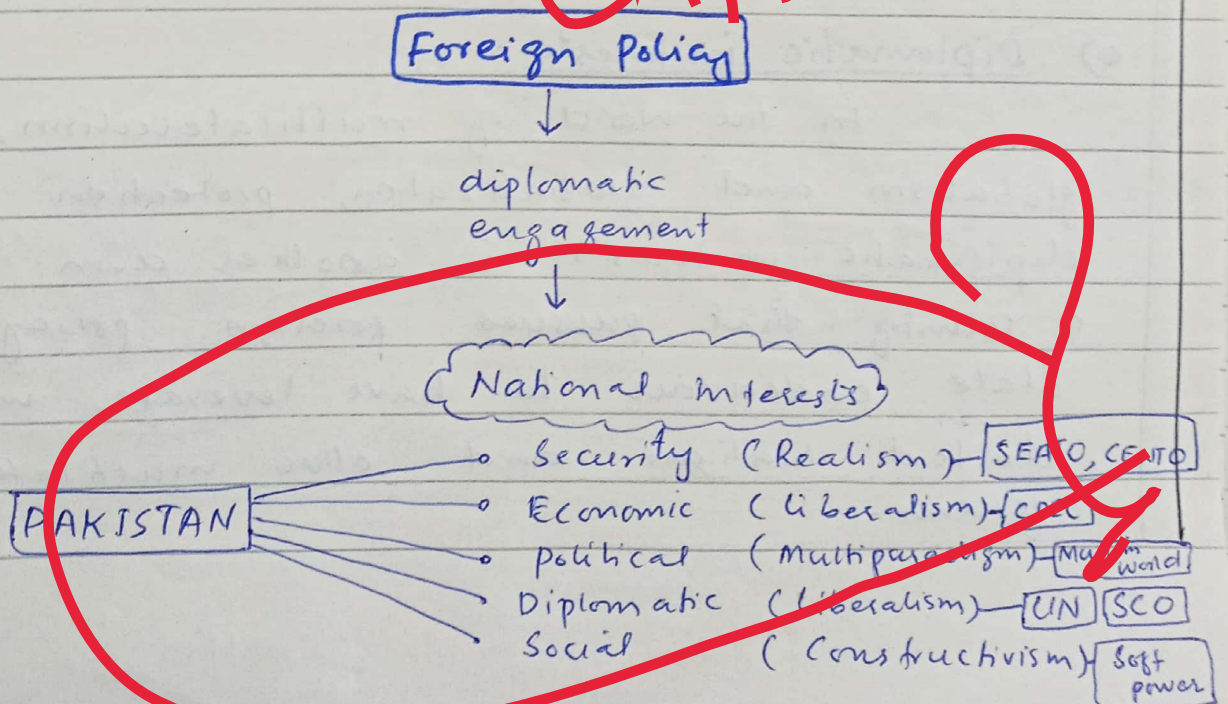 Foreign Policy
diplomatic
engagement
National interests
PAKISTAN
Security (Realism) SEATO, CENTO
Economic (liberalism) CPEC
Political (Multiparadigm) world
Diplomatic (liberalism) UN SCO
Social (Constructivism) Soft
power